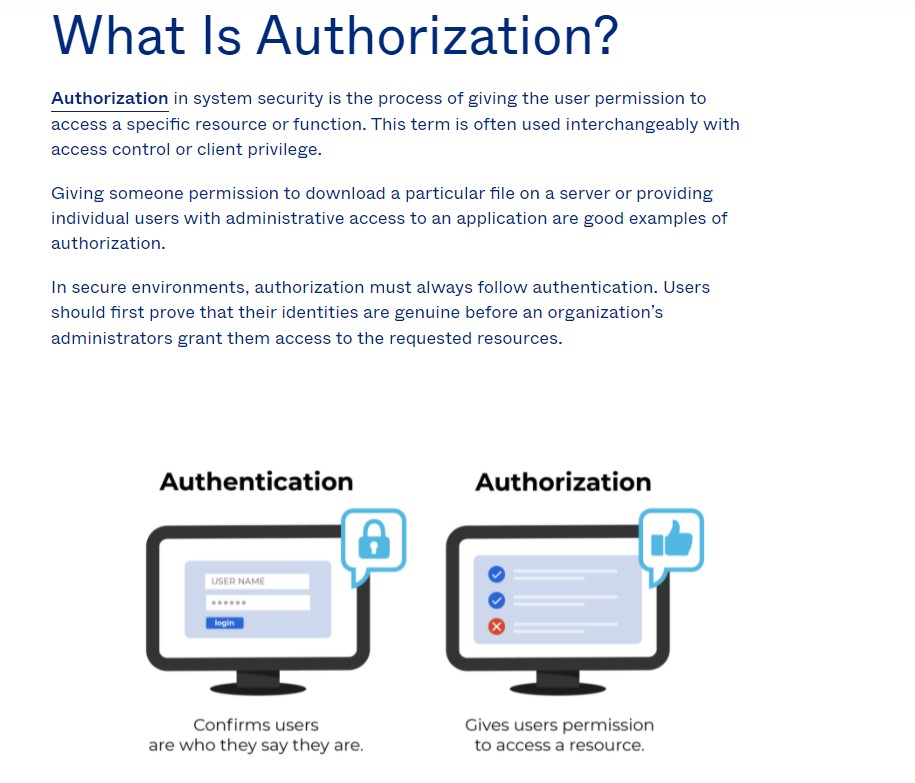 What Is Authorization?
Authorization in system security is the process of giving the user permission to
access a specific resource or function. This term is often used interchangeably with
access control or client privilege.
Giving someone permission to download a particular file on a server or providing
individual users with administrative access to an application are good examples of
authorization.
In secure environments, authorization must always follow authentication. Users
should first prove that their identities are genuine before an organization’s
administrators grant them access to the requested resources.
Authentication
USER NAME
******
login
Confirms users
are who they say they are.
Authorization
Gives users permission
to access a resource.